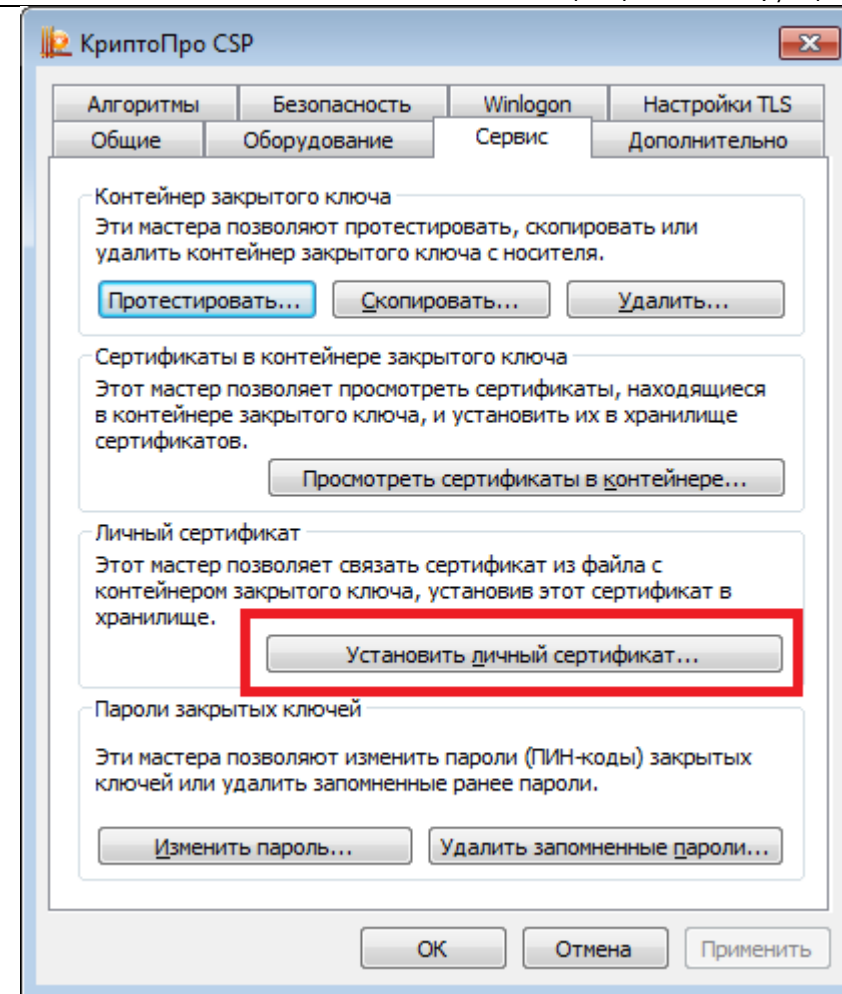 КриптоПро CSP
Алгоритмы Безопасность Winlogon Настройки TLS
Общие Оборудование Сервис Дополнительно
Контейнер закрытого ключа
Эти мастера позволяют протестировать, скопировать или
удалить контейнер закрытого ключа с носителя.
Протестировать... Скопировать... Удалить...
Сертификаты в контейнере закрытого ключа
Этот мастер позволяет просмотреть сертификаты, находящиеся
в контейнере закрытого ключа, и установить их в хранилище
сертификатов.
Просмотреть сертификаты в контейнере...
Личный сертификат
Этот мастер позволяет связать сертификат из файла с
контейнером закрытого ключа, установив этот сертификат в
хранилище.
Установить личный сертификат...
Пароли закрытых ключей
Эти мастера позволяют изменить пароли (ПИН-коды) закрытых
ключей или удалить запомненные ранее пароли.
Изменить пароль... Удалить запомненные пароли...
ОК Отмена Применить